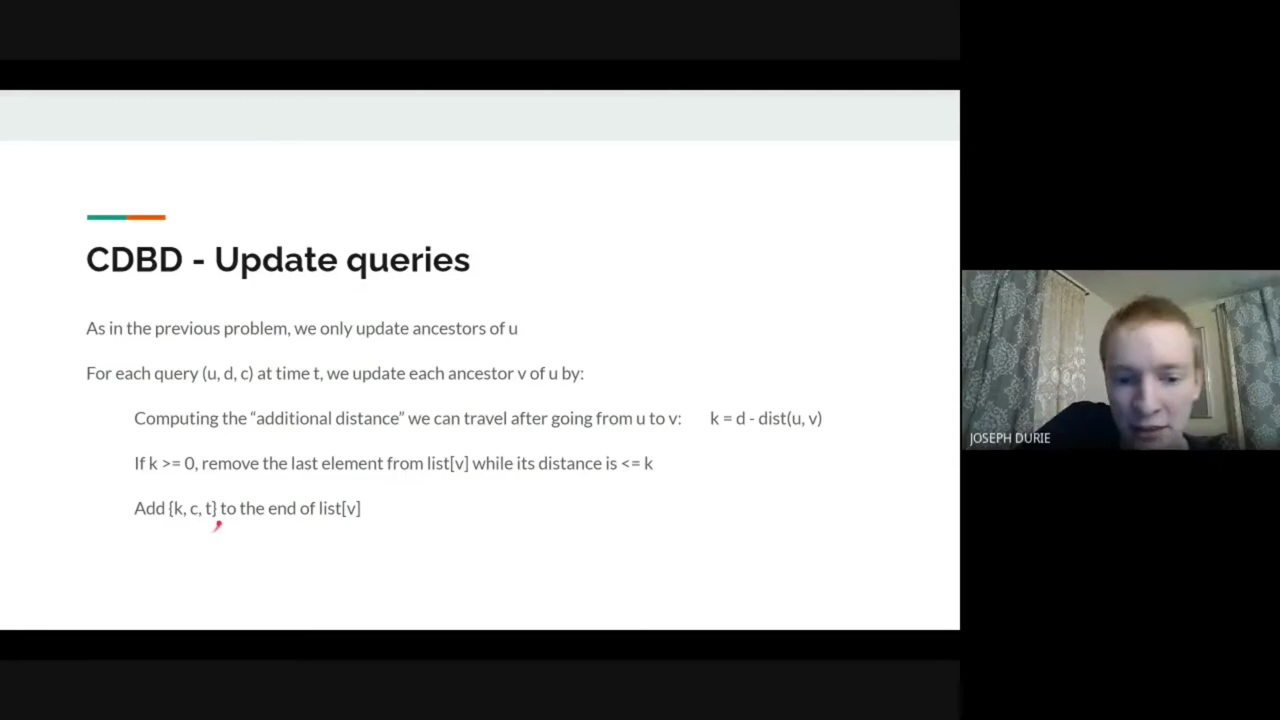 CDBD - Update queries
As in the previous problem, we only update ancestors of u
For each query (u, d, c) at time t, we update each ancestor v of u by:
Computing the “additional distance” we can travel after going from u to v: k = d - dist(u, v)
If k >= 0, remove the last element from list[v] while its distance is <= k
Add {k, c, t} to the end of list[v]
JOSEPH DURIE